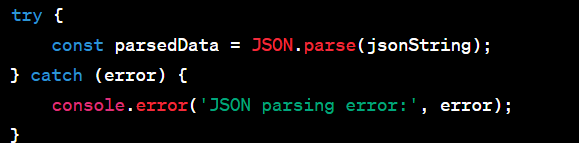 try {
    const parsedData = JSON.parse(jsonString);
} catch (error) {
    console.error('JSON parsing error:', error);
}